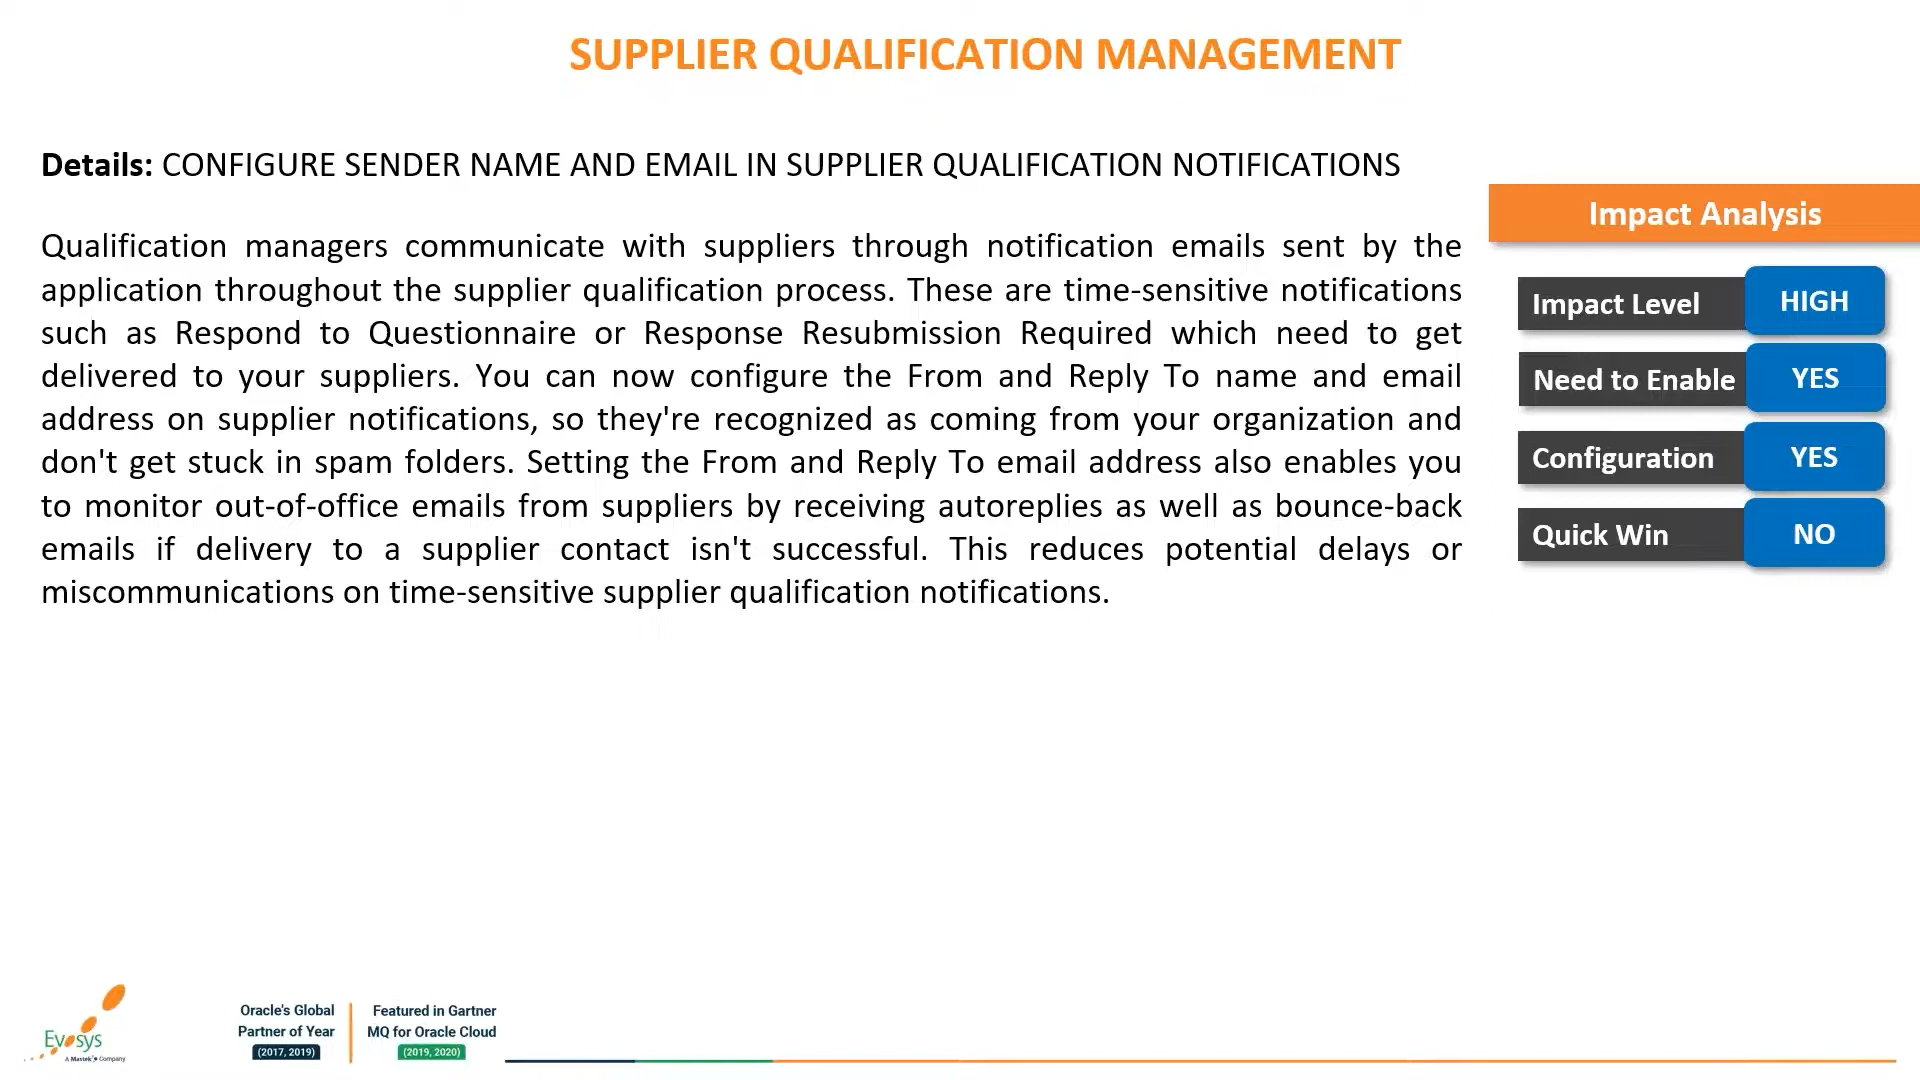 SUPPLIER QUALIFICATION MANAGEMENT
Details: CONFIGURE SENDER NAME AND EMAIL IN SUPPLIER QUALIFICATION NOTIFICATIONS
Qualification managers communicate with suppliers through notification emails sent by the
application throughout the supplier qualification process. These are time-sensitive notifications
such as Respond to Questionnaire or Response Resubmission Required which need to get
delivered to your suppliers. You can now configure the From and Reply To name and email
address on supplier notifications, so they're recognized as coming from your organization and
don't get stuck in spam folders. Setting the From and Reply To email address also enables you
to monitor out-of-office emails from suppliers by receiving autoreplies as well as bounce-back
emails if delivery to a supplier contact isn't successful. This reduces potential delays or
miscommunications on time-sensitive supplier qualification notifications.
Impact Analysis
Impact Level HIGH
Need to Enable YES
Configuration YES
Quick Win NO
Evosys
A Mastek Company
Oracle's Global
Partner of Year
(2017, 2019)
Featured in Gartner
MQ for Oracle Cloud
(2019, 2020)